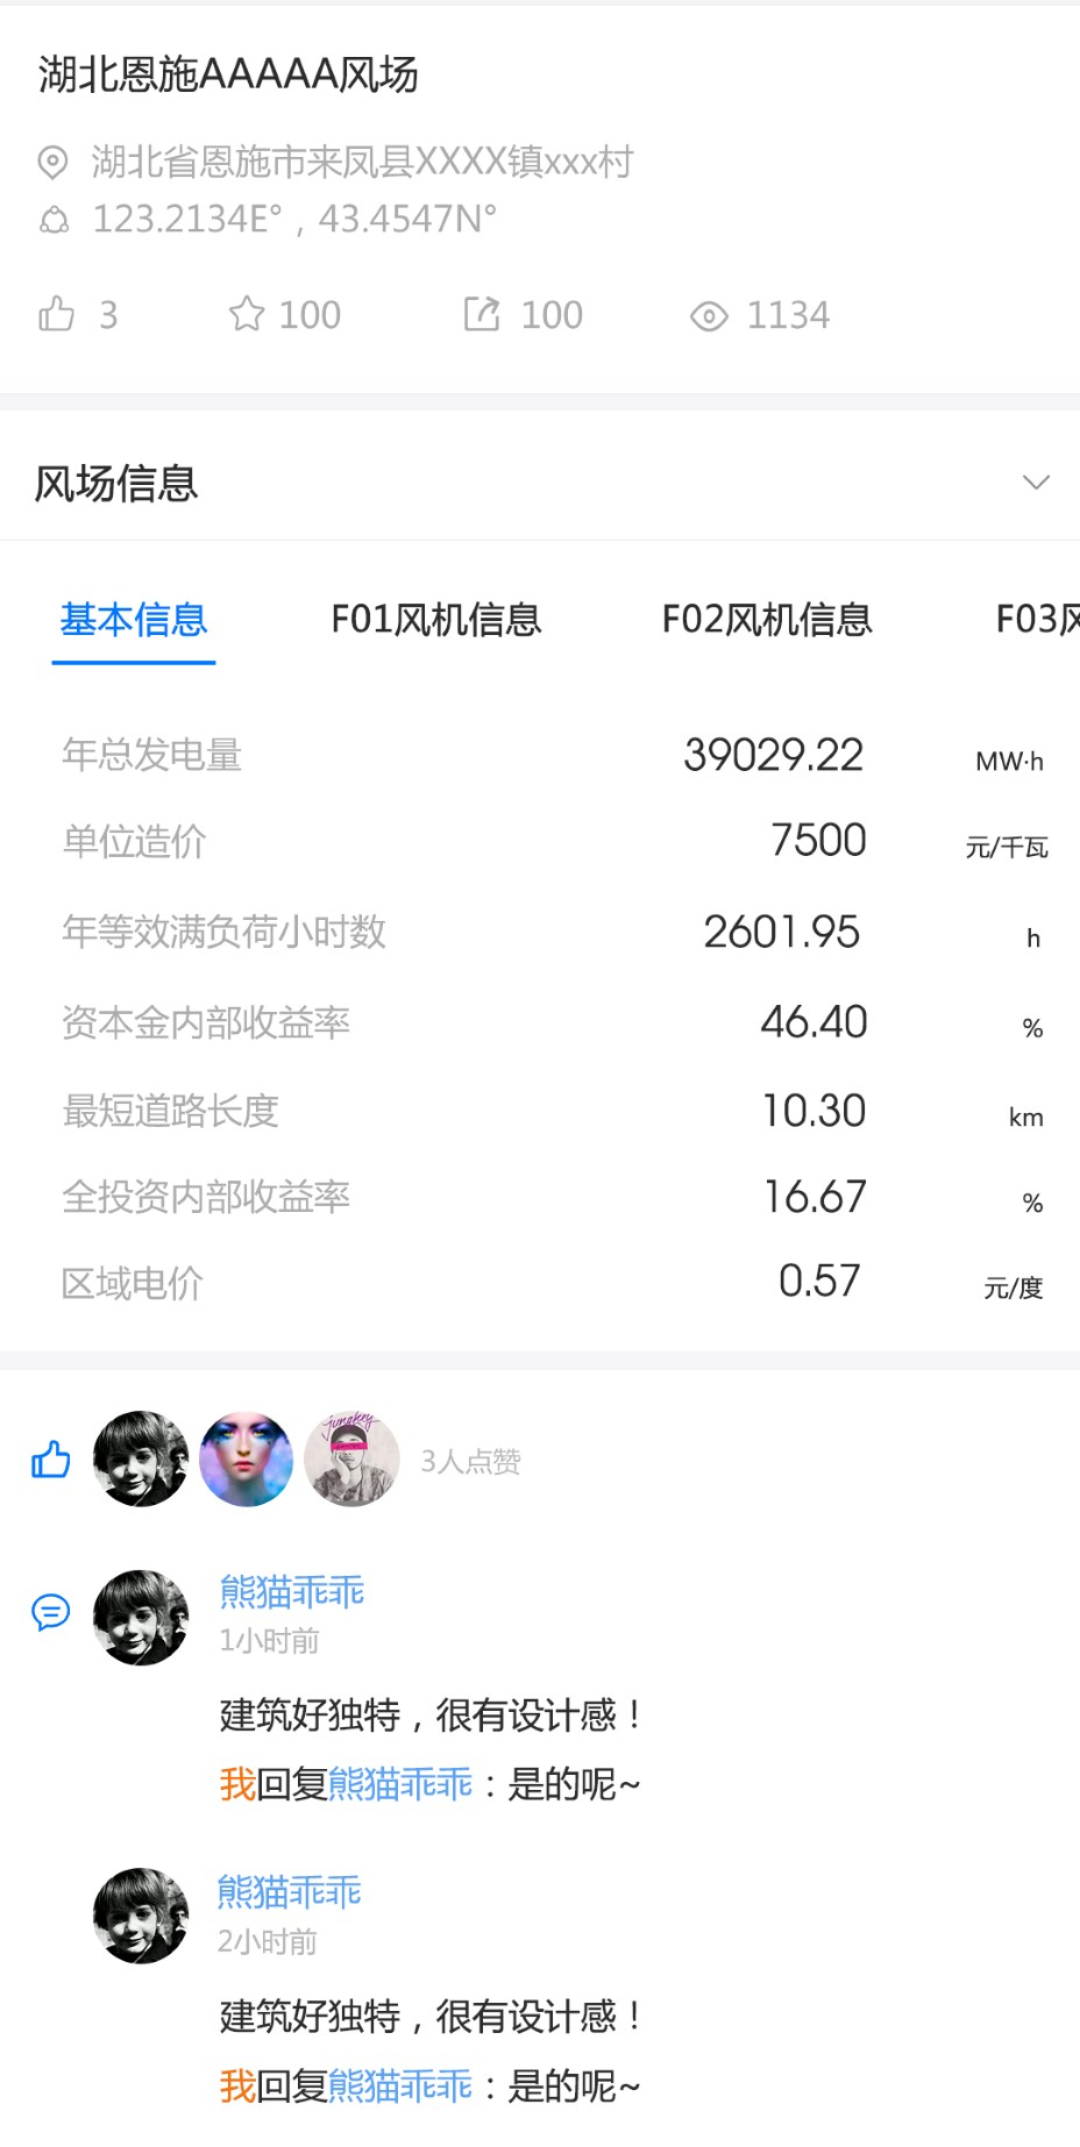 湖北恩施AAAAA风场
湖北省恩施市来凤县XXXX镇xxx村
123.2134E°，43.4547N°
3 100 100 1134
风场信息
基本信息 F01风机信息 F02风机信息 F03风
年总发电量 39029.22 MW·h
单位造价 7500 元/千瓦
年等效满负荷小时数 2601.95 h
资本金内部收益率 46.40 %
最短道路长度 10.30 km
全投资内部收益率 16.67 %
区域电价 0.57 元/度
junokey
3人点赞
熊猫乖乖
1小时前
建筑好独特，很有设计感！
我回复熊猫乖乖：是的呢~
熊猫乖乖
2小时前
建筑好独特，很有设计感！
我回复熊猫乖乖：是的呢~